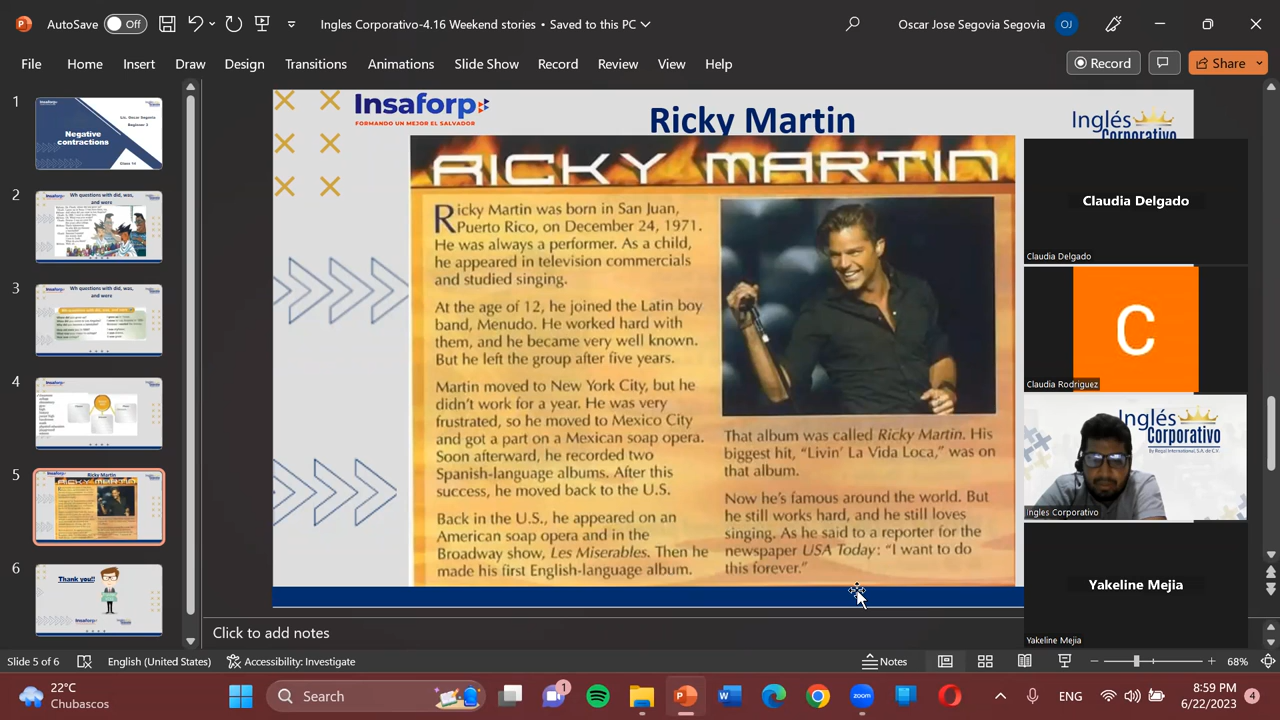 AutoSave Off Ingles Corporativo-4.16 Weekend stories • Saved to this PC Oscar Jose Segovia Segovia OJ
File Home Insert Draw Design Transitions Animations Slide Show Record Review View Help Record Share
1
Negative
contractions
2
Wh questions with did, was,
and were
3
Wh questions with did, was,
and were
4
5
Ricky Martin
RICKY MARTIN
6
Thank you!!
Insaforp
FORMANDO UN MEJOR EL SALVADOR
Ricky Martin
Inglés
Corporativo
RICKY MARTIN
Ricky Martin was born in San Juan,
Puerto Rico, on December 24, 1971.
He was always a performer. As a child,
he appeared in television commercials
and studied singing.
At the age of 12, he joined the Latin boy
band, Menudo. He worked hard with
them, and he became very well known.
But he left the group after five years.
Martin moved to New York City, but he
didn't work for a year. He was very
frustrated, so he moved to Mexico City
and got a part on a Mexican soap opera.
Soon afterward, he recorded two
Spanish-language albums. After this
success, he moved back to the U.S.
Back in the U.S., he appeared on an
American soap opera and in the
Broadway show, Les Miserables. Then he
made his first English-language album.
That album was called Ricky Martin. His
biggest hit, "Livin' La Vida Loca," was on
that album.
Now he's famous around the world. But
he still works hard, and he still loves
singing. As he said to a reporter for the
newspaper USA Today: "I want to do
this forever."
Claudia Delgado
Claudia Delgado
C
Claudia Rodriguez
Inglés
Corporativo
By Regal International, S.A. de C.V.
Ingles Corporativo
Yakeline Mejia
Yakeline Mejia
Click to add notes
Slide 5 of 6 English (United States) Accessibility: Investigate Notes 68%
22°C
Chubascos
Search
1
zoom
ENG
8:59 PM
6/22/2023
4